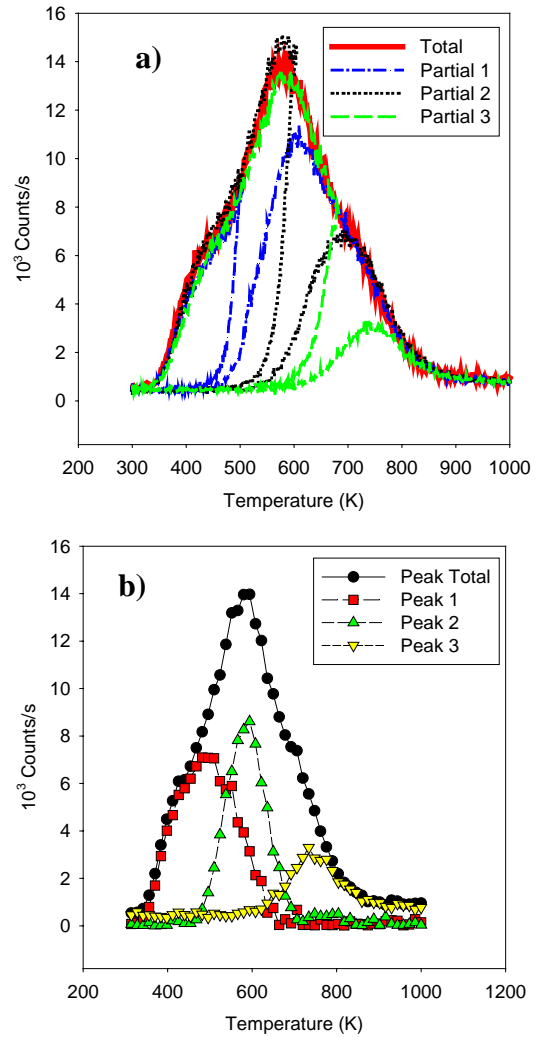 a)
Total
Partial 1
Partial 2
Partial 3
10³ Counts/s
16
14
12
10
8
6
4
2
0
200 300 400 500 600 700 800 900 1000
Temperature (K)
b)
Peak Total
Peak 1
Peak 2
Peak 3
10³ Counts/s
16
14
12
10
8
6
4
2
0
200 400 600 800 1000 1200
Temperature (K)